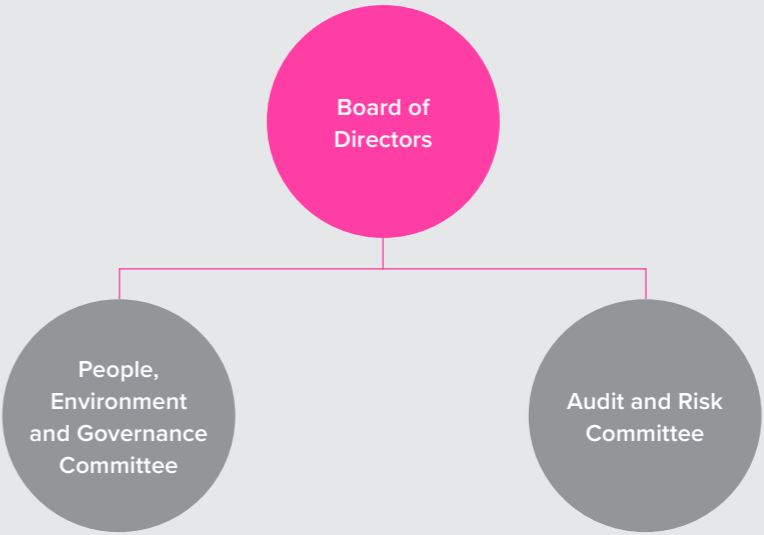 Board of
Directors
People,
Environment
and Governance
Committee
Audit and Risk
Committee